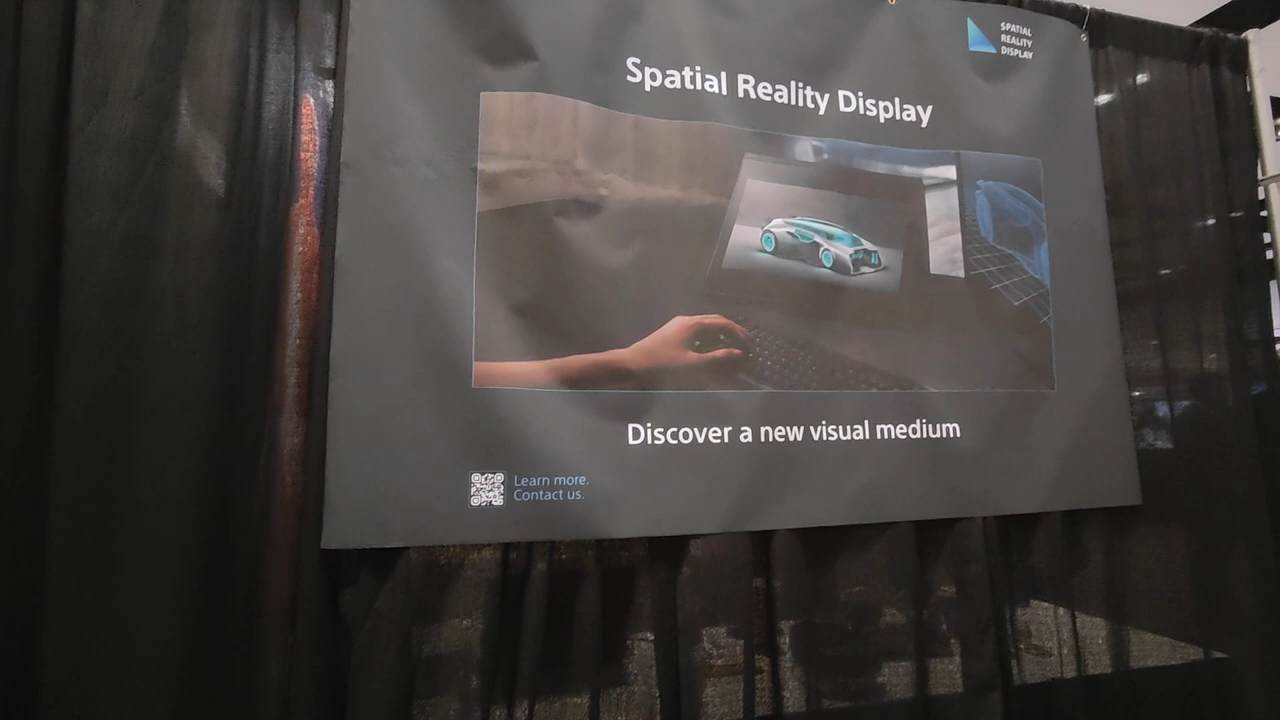 SPATIAL
REALITY
DISPLAY
Spatial Reality Display
Discover a new visual medium
Learn more.
Contact us.